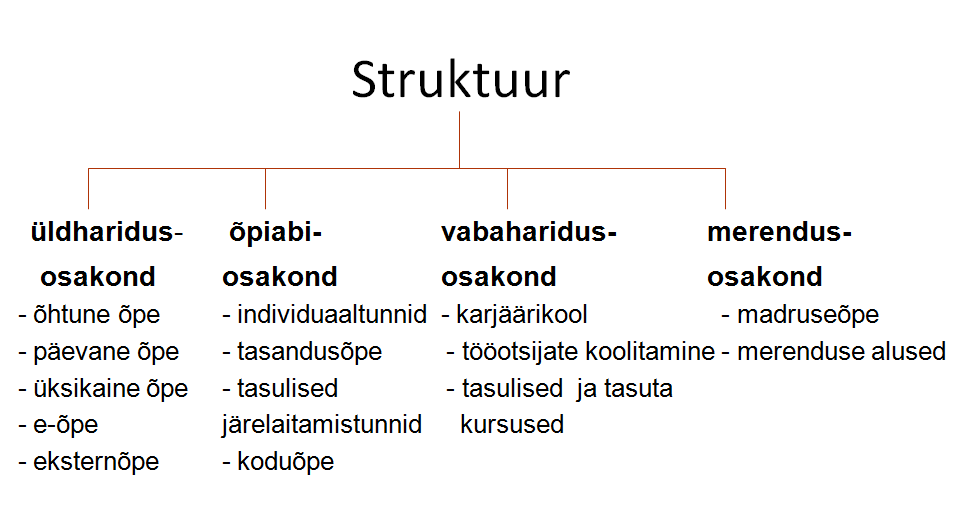 Struktuur
üldharidus-
osakond
- õhtune õpe
- päevane õpe
- üksikaine õpe
- e-õpe
- eksternõpe
õpiabi-
osakond
- individuaaltunnid
- tasandusõpe
- tasulised
järelaitamistunnid
- koduõpe
vabaharidus-
osakond
- karjäärikool
- tööotsijate koolitamine
- tasulised ja tasuta
kursused
merendus-
osakond
- madruseõpe
- merenduse alused